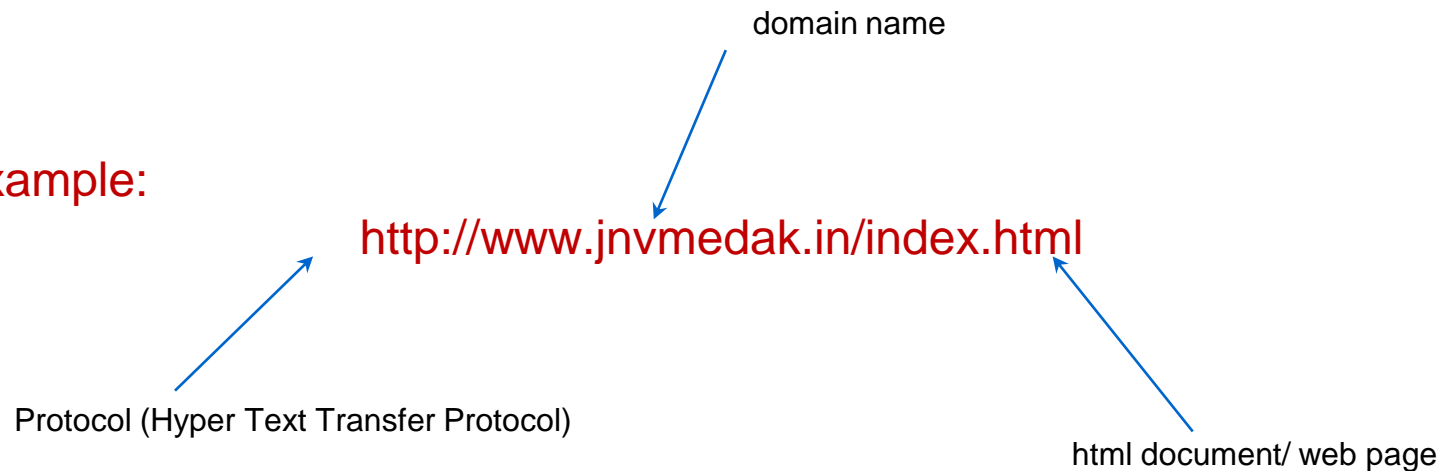 domain name
xample:
http://www.jnvmedak.in/index.html
Protocol (Hyper Text Transfer Protocol)
html document/ web page